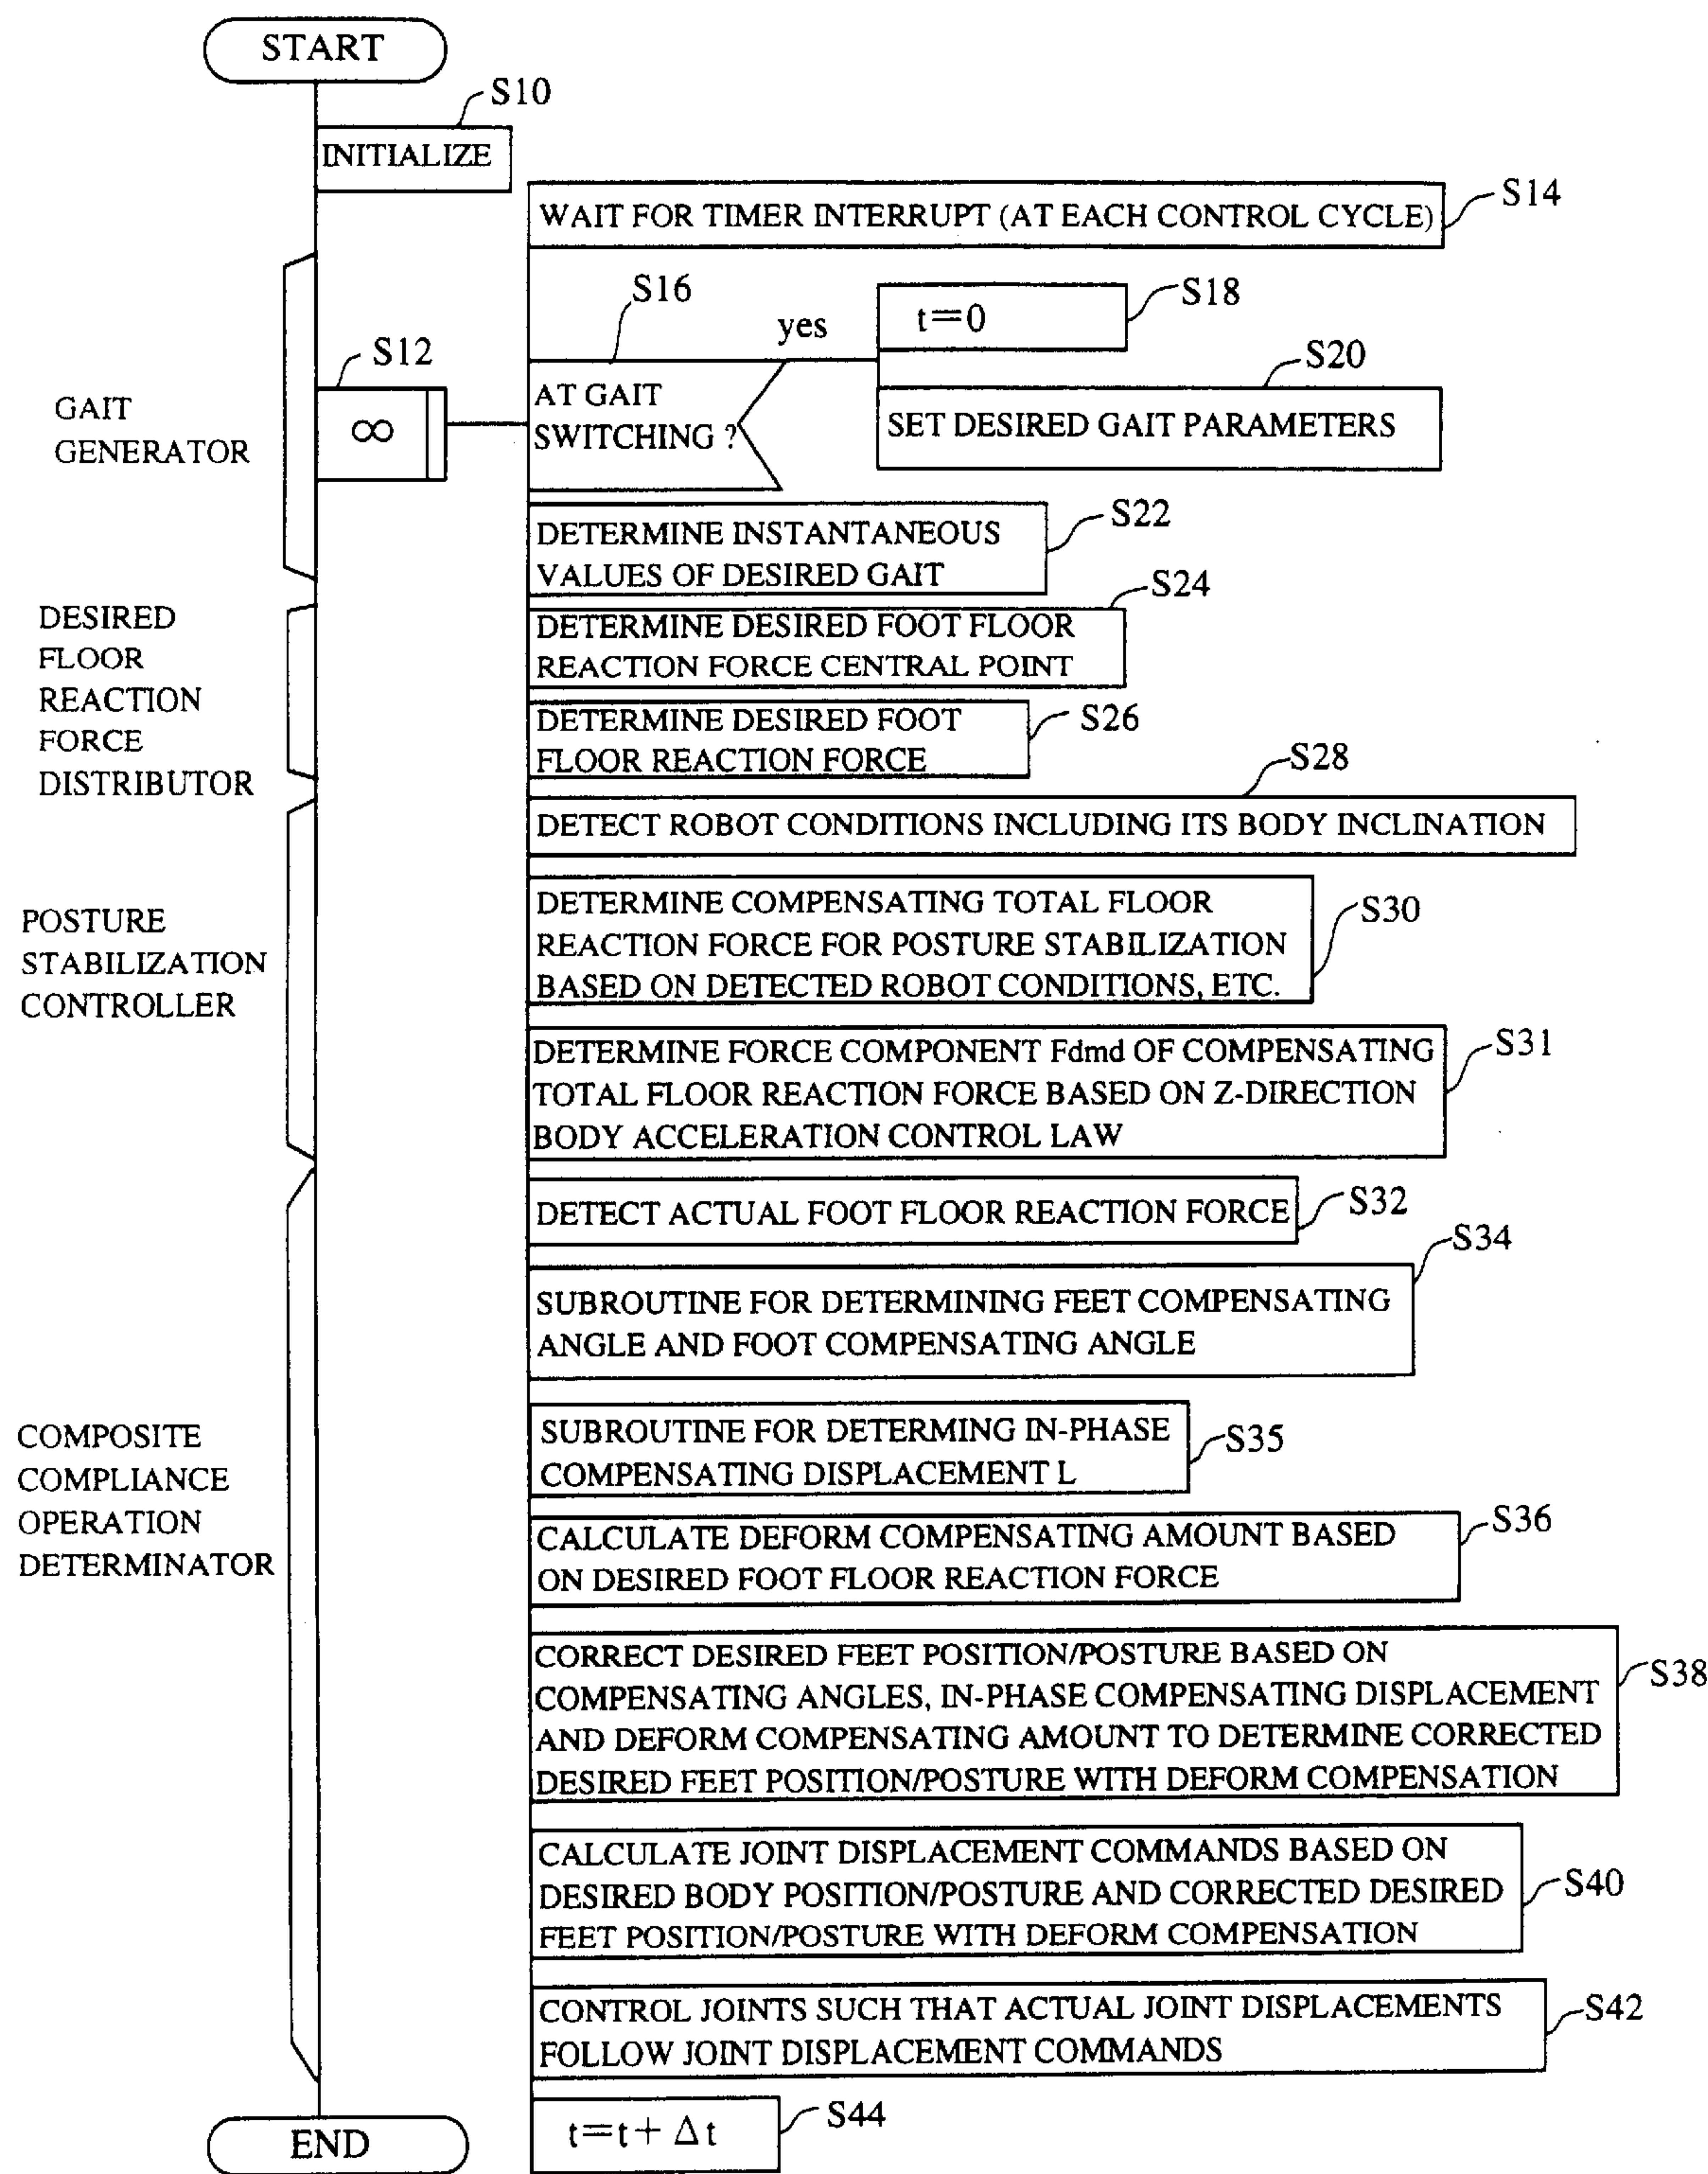 START
S10
INITIALIZE
WAIT FOR TIMER INTERRUPT (AT EACH CONTROL CYCLE)
S14
S16
yes
t=0
S18
S12
∞
AT GAIT
SWITCHING ?
S20
SET DESIRED GAIT PARAMETERS
GAIT
GENERATOR
DETERMINE INSTANTANEOUS
VALUES OF DESIRED GAIT
S22
DESIRED
FLOOR
REACTION
FORCE
DISTRIBUTOR
DETERMINE DESIRED FOOT FLOOR
REACTION FORCE CENTRAL POINT
S24
DETERMINE DESIRED FOOT
FLOOR REACTION FORCE
S26
S28
DETECT ROBOT CONDITIONS INCLUDING ITS BODY INCLINATION
POSTURE
STABILIZATION
CONTROLLER
DETERMINE COMPENSATING TOTAL FLOOR
REACTION FORCE FOR POSTURE STABILIZATION
BASED ON DETECTED ROBOT CONDITIONS, ETC.
S30
DETERMINE FORCE COMPONENT Fdmd OF COMPENSATING
TOTAL FLOOR REACTION FORCE BASED ON Z-DIRECTION
BODY ACCELERATION CONTROL LAW
S31
DETECT ACTUAL FOOT FLOOR REACTION FORCE
S32
S34
SUBROUTINE FOR DETERMINING FEET COMPENSATING
ANGLE AND FOOT COMPENSATING ANGLE
COMPOSITE
COMPLIANCE
OPERATION
DETERMINATOR
SUBROUTINE FOR DETERMING IN-PHASE
COMPENSATING DISPLACEMENT L
S35
CALCULATE DEFORM COMPENSATING AMOUNT BASED
ON DESIRED FOOT FLOOR REACTION FORCE
S36
CORRECT DESIRED FEET POSITION/POSTURE BASED ON
COMPENSATING ANGLES, IN-PHASE COMPENSATING DISPLACEMENT
AND DEFORM COMPENSATING AMOUNT TO DETERMINE CORRECTED
DESIRED FEET POSITION/POSTURE WITH DEFORM COMPENSATION
S38
CALCULATE JOINT DISPLACEMENT COMMANDS BASED ON
DESIRED BODY POSITION/POSTURE AND CORRECTED DESIRED
FEET POSITION/POSTURE WITH DEFORM COMPENSATION
S40
CONTROL JOINTS SUCH THAT ACTUAL JOINT DISPLACEMENTS
FOLLOW JOINT DISPLACEMENT COMMANDS
S42
t=t+ Δt
S44
END